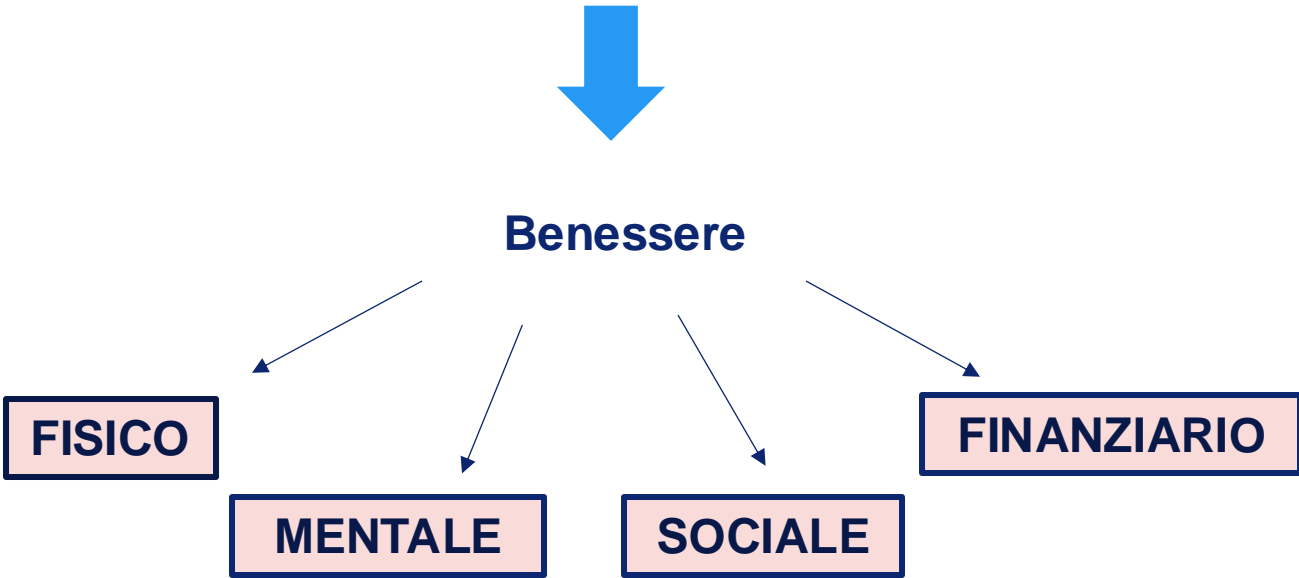 Benessere
FISICO
FINANZIARIO
MENTALE
SOCIALE